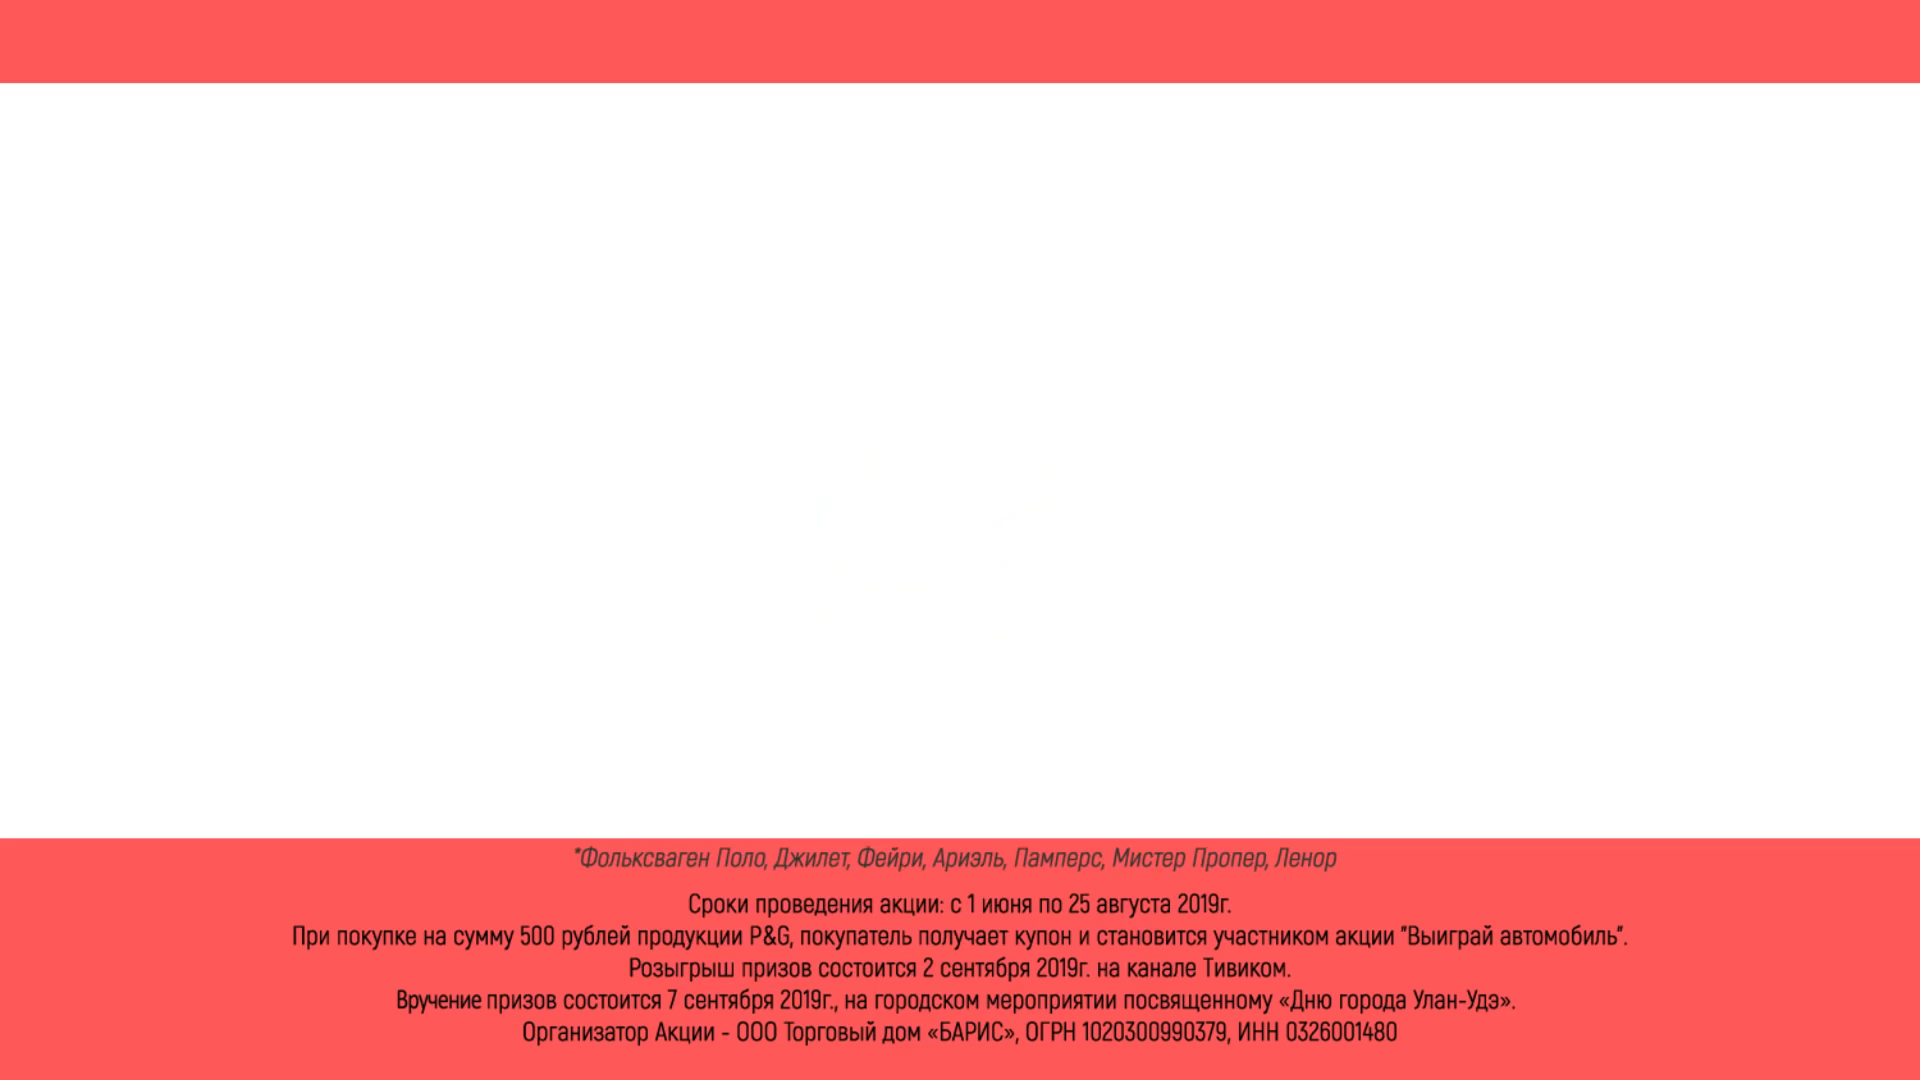 *Фольксваген Поло, Джилет, Фейри, Ариэль, Памперс, Мистер Пропер, Ленор
Сроки проведения акции: с 1 июня по 25 августа 2019г.
При покупке на сумму 500 рублей продукции P&G, покупатель получает купон и становится участником акции "Выиграй автомобиль".
Розыгрыш призов состоится 2 сентября 2019г. на канале Тивиком.
Вручение призов состоится 7 сентября 2019г., на городском мероприятии посвященному «Дню города Улан-Удэ».
Организатор Акции - ООО Торговый дом «БАРИС», ОГРН 1020300990379, ИНН 0326001480